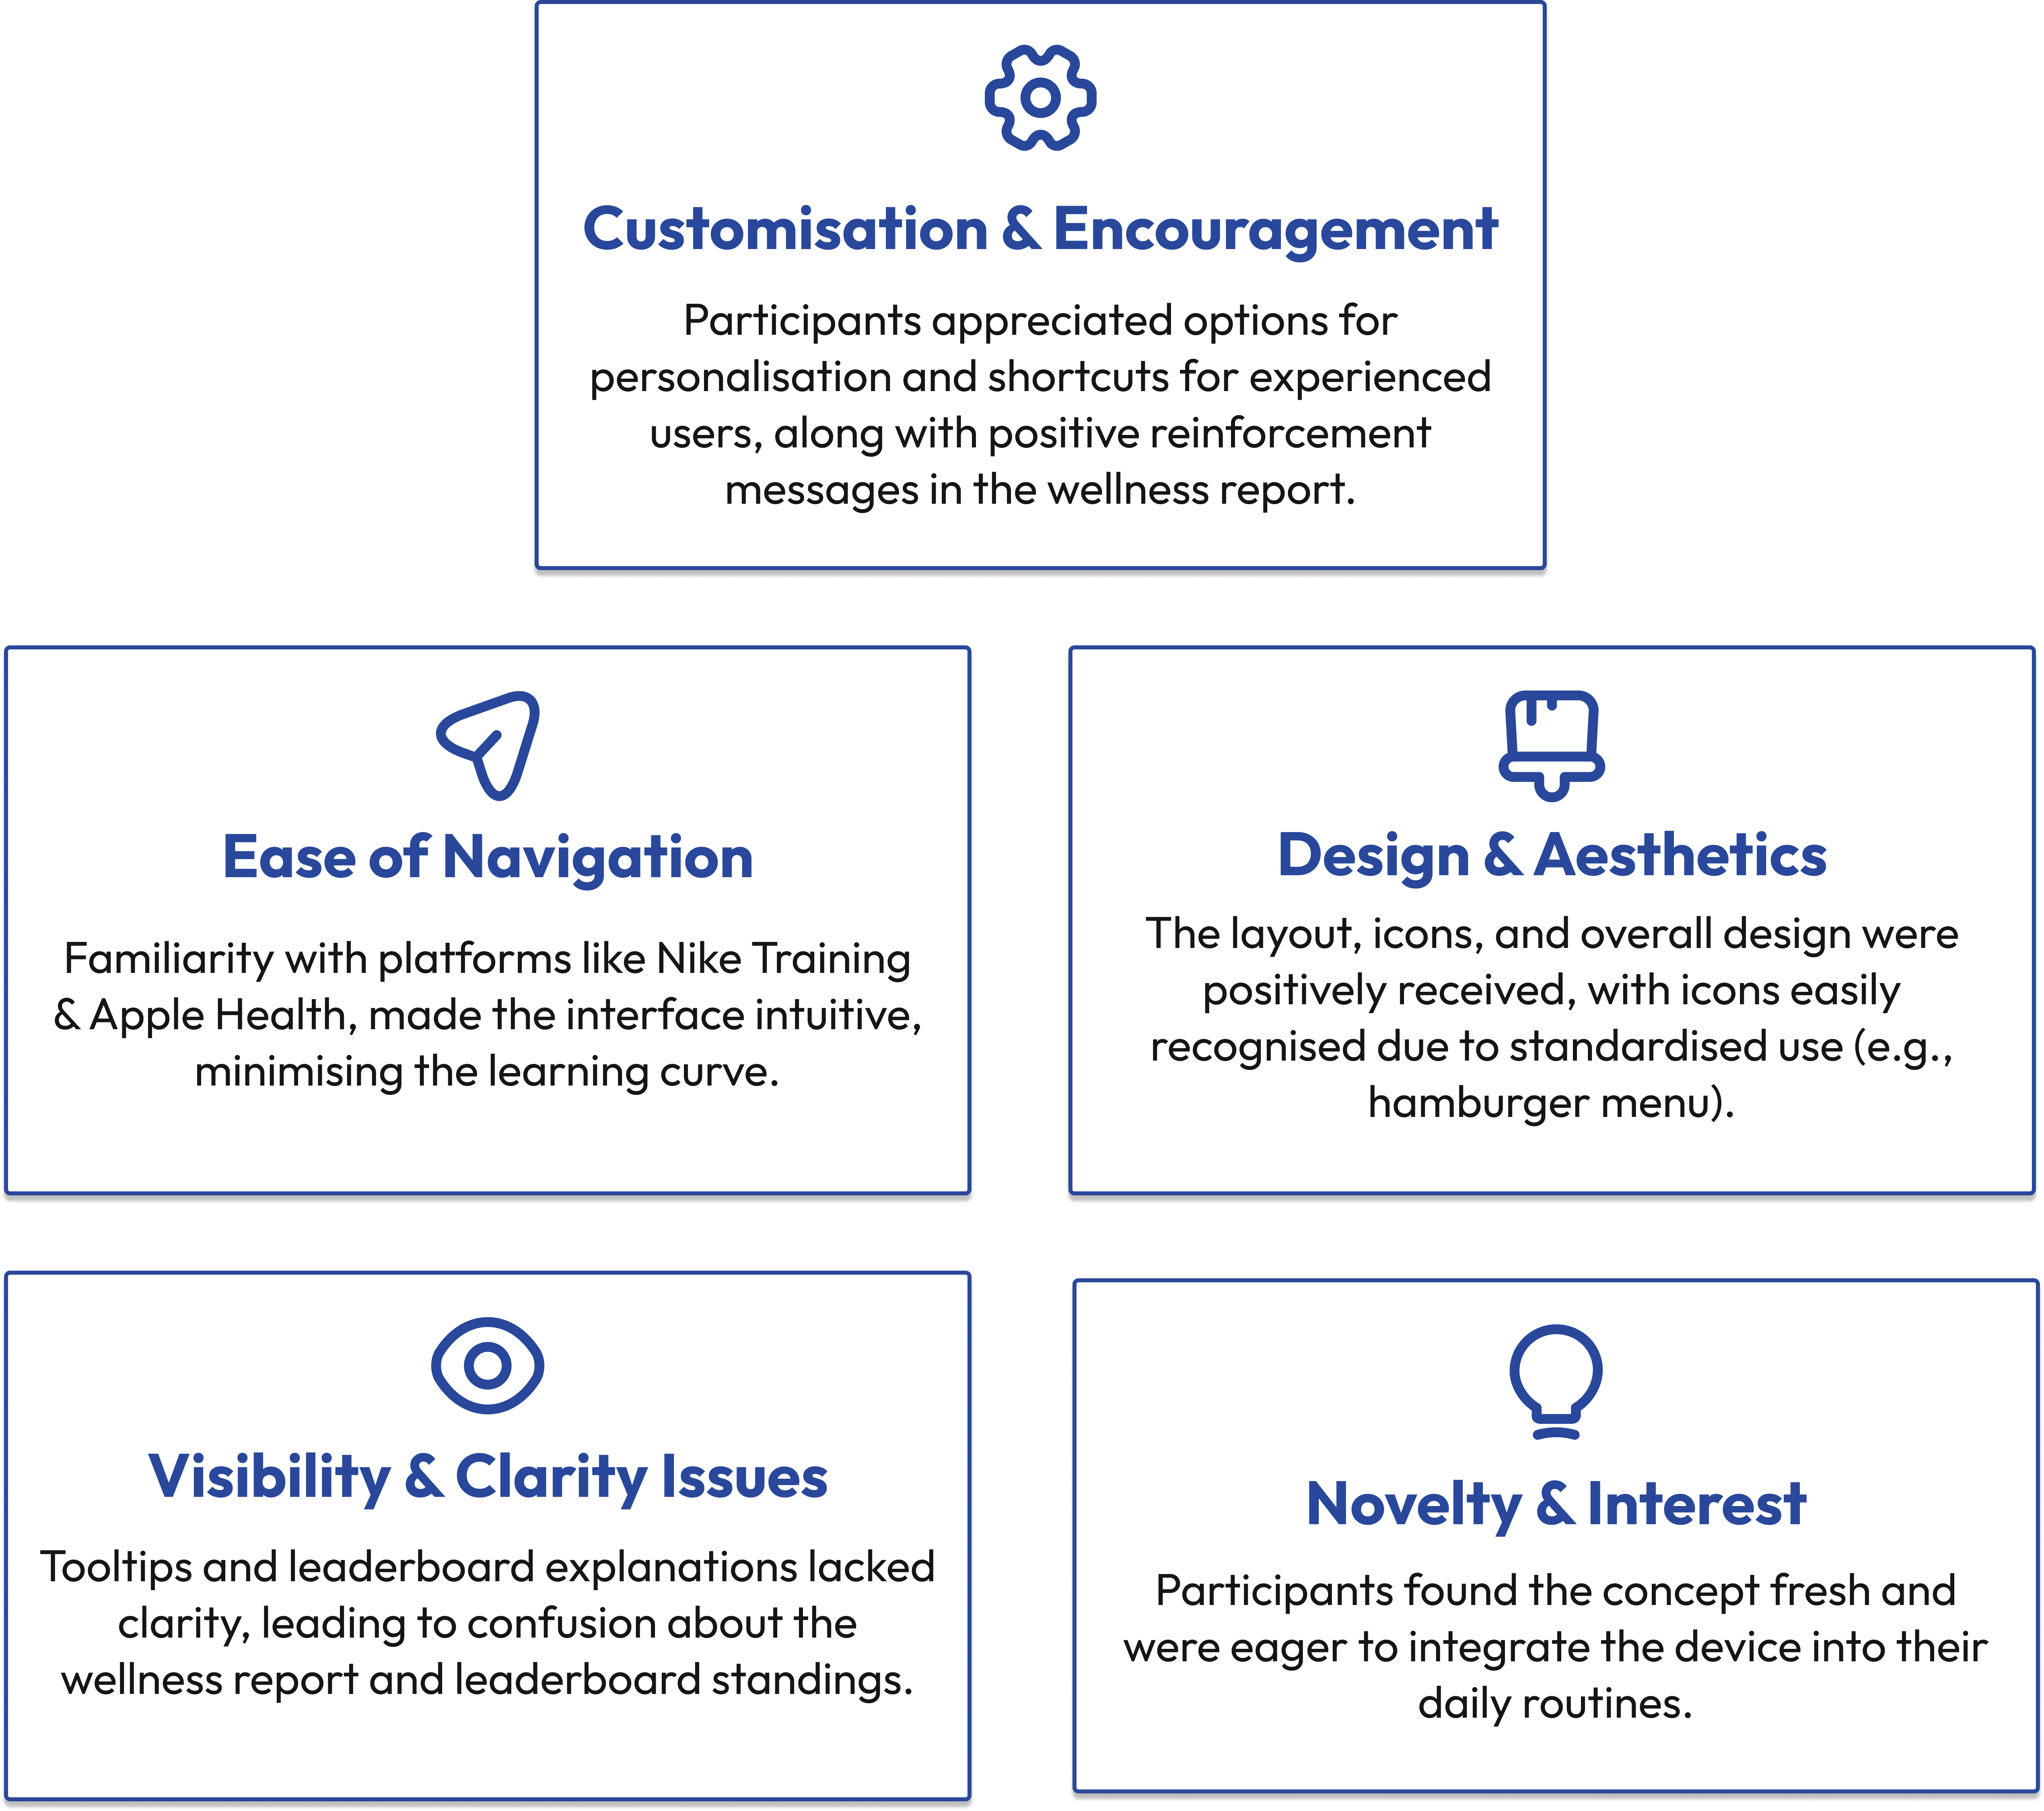 Customisation & Encouragement
Participants appreciated options for
personalisation and shortcuts for experienced
users, along with positive reinforcement
messages in the wellness report.
Ease of Navigation
Familiarity with platforms like Nike Training
& Apple Health, made the interface intuitive,
minimising the learning curve.
Design & Aesthetics
The layout, icons, and overall design were
positively received, with icons easily
recognised due to standardised use (e.g.,
hamburger menu).
Visibility & Clarity Issues
Tooltips and leaderboard explanations lacked
clarity, leading to confusion about the
wellness report and leaderboard standings.
Novelty & Interest
Participants found the concept fresh and
were eager to integrate the device into their
daily routines.